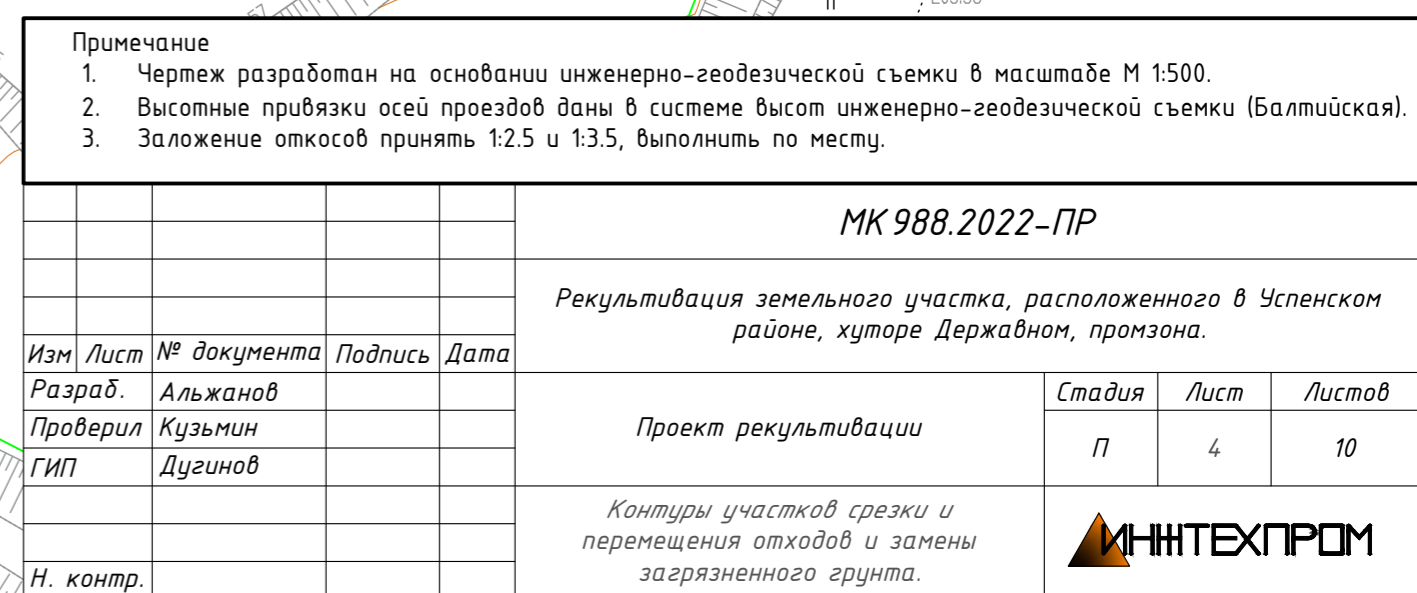 Примечание
1. Чертеж разработан на основании инженерно-геодезической съемки в масштабе М 1:500.
2. Высотные привязки осей проездов даны в системе высот инженерно-геодезической съемки (Балтийская).
3. Заложение откосов принять 1:2.5 и 1:3.5, выполнить по месту.
МК 988.2022-ПР
Рекультивация земельного участка, расположенного в Успенском
районе, хуторе Державном, промзона.
Изм Лист № документа Подпись Дата
Разраб. Альжанов
Проверил Кузьмин
ГИП Дугинов
Н. контр.
Проект рекультивации
Стадия Лист Листов
П 4 10
Контуры участков срезки и
перемещения отходов и замены
загрязненного грунта.
ИНЖТЕХПРОМ